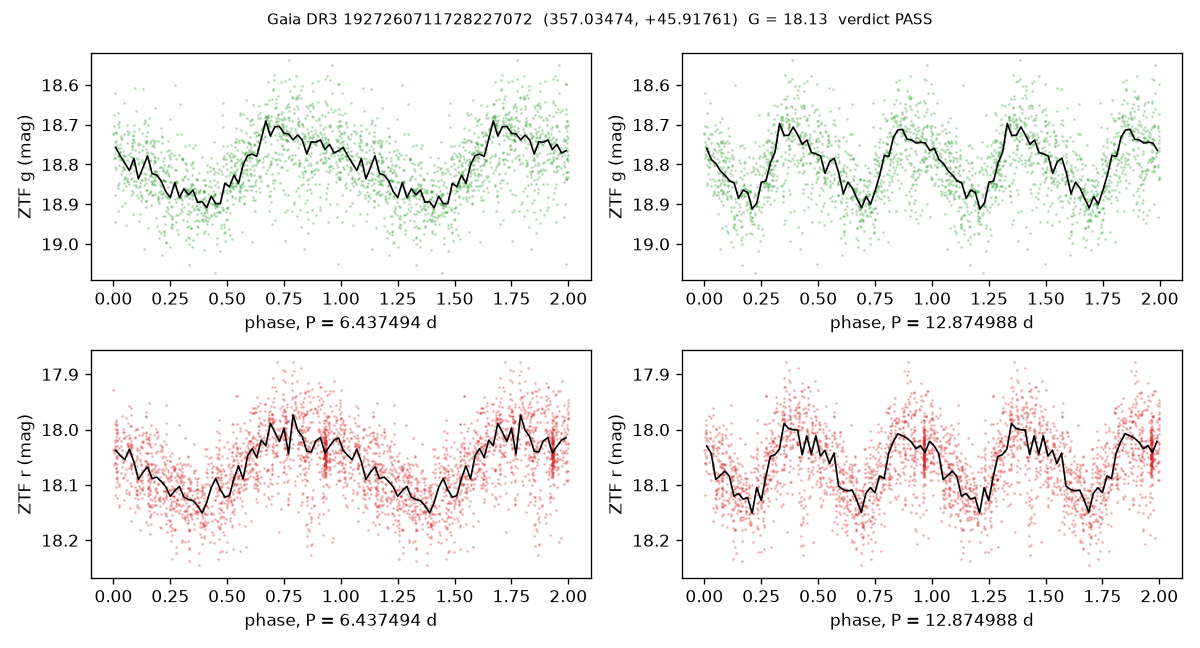 Gaia DR3 1927260711728227072  (357.03474, +45.91761)  G = 18.13  verdict PASS
ZTF g (mag)
18.6
18.7
18.8
18.9
19.0
0.00 0.25 0.50 0.75 1.00 1.25 1.50 1.75 2.00
phase, P = 6.437494 d
ZTF g (mag)
18.6
18.7
18.8
18.9
19.0
0.00 0.25 0.50 0.75 1.00 1.25 1.50 1.75 2.00
phase, P = 12.874988 d
ZTF r (mag)
17.9
18.0
18.1
18.2
0.00 0.25 0.50 0.75 1.00 1.25 1.50 1.75 2.00
phase, P = 6.437494 d
ZTF r (mag)
17.9
18.0
18.1
18.2
0.00 0.25 0.50 0.75 1.00 1.25 1.50 1.75 2.00
phase, P = 12.874988 d